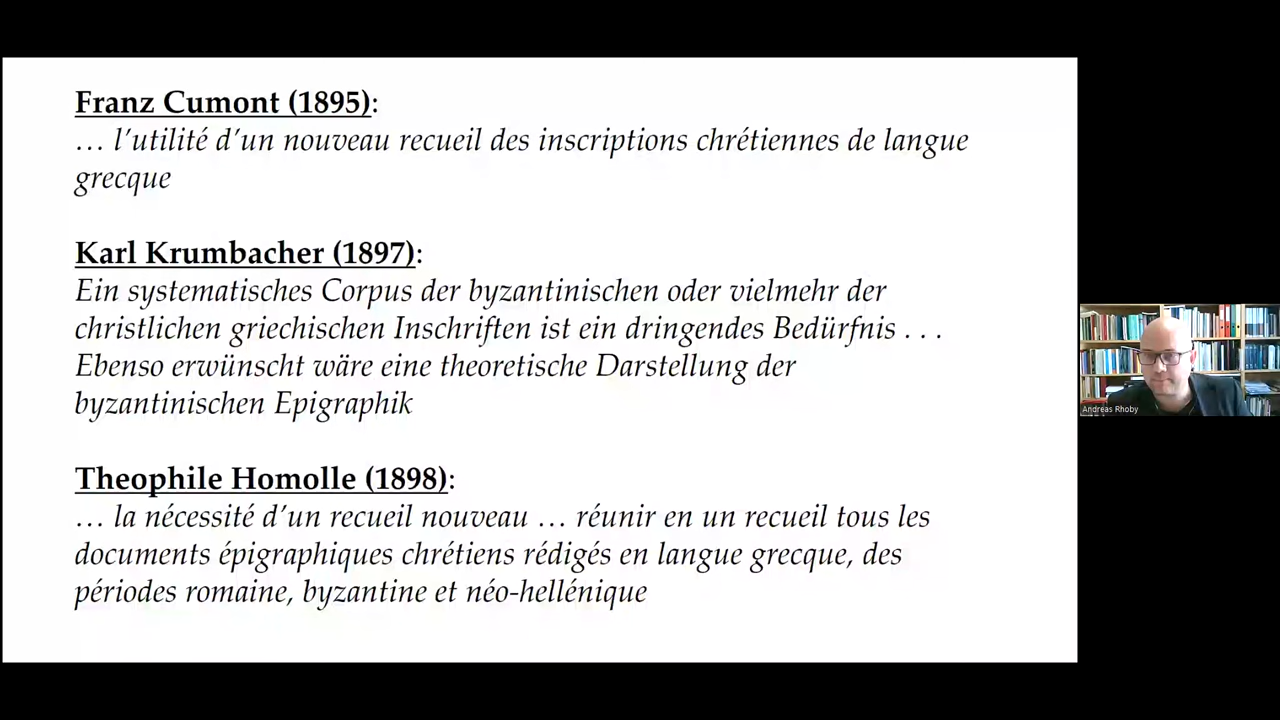 Franz Cumont (1895):
… l’utilité d’un nouveau recueil des inscriptions chrétiennes de langue
grecque
Karl Krumbacher (1897):
Ein systematisches Corpus der byzantinischen oder vielmehr der
christlichen griechischen Inschriften ist ein dringendes Bedürfnis . . .
Ebenso erwünscht wäre eine theoretische Darstellung der
byzantinischen Epigraphik
Theophile Homolle (1898):
… la nécessité d’un recueil nouveau … réunir en un recueil tous les
documents épigraphiques chrétiens rédigés en langue grecque, des
périodes romaine, byzantine et néo-hellénique
Andreas Rhoby